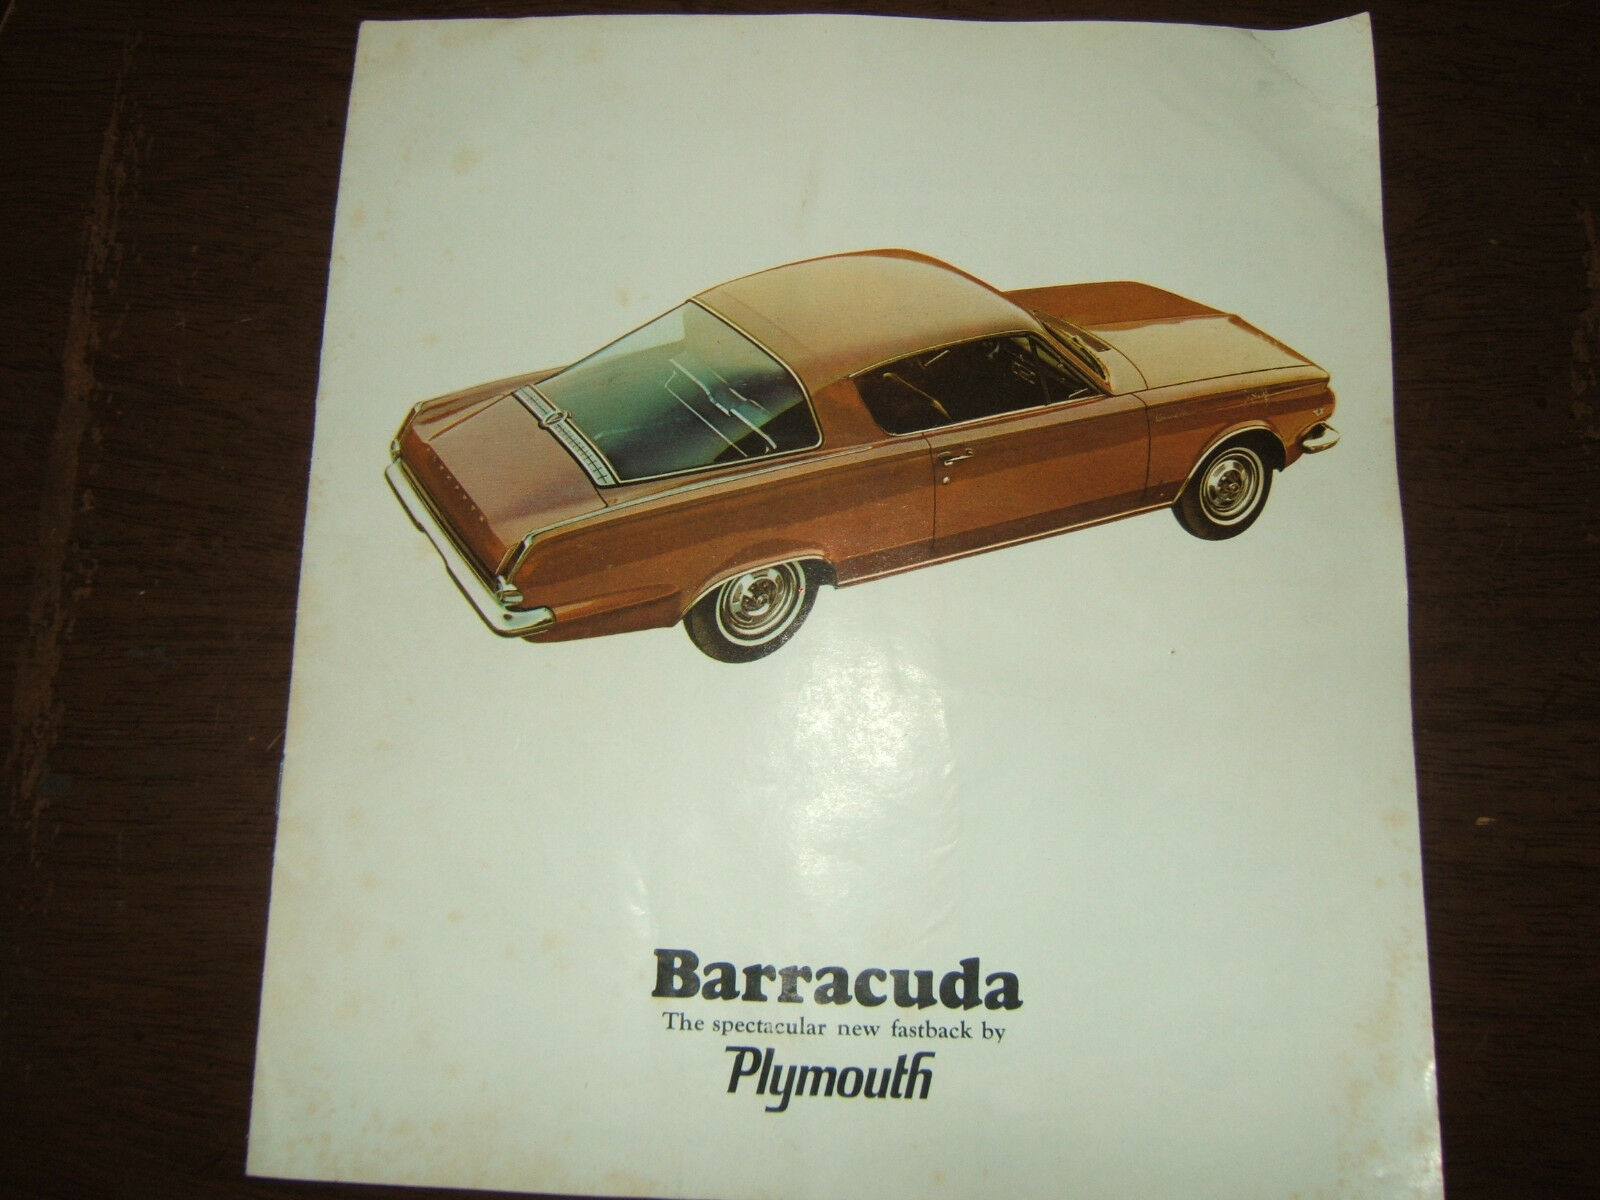 Barracuda
The spectacular new fastback by
Plymouth